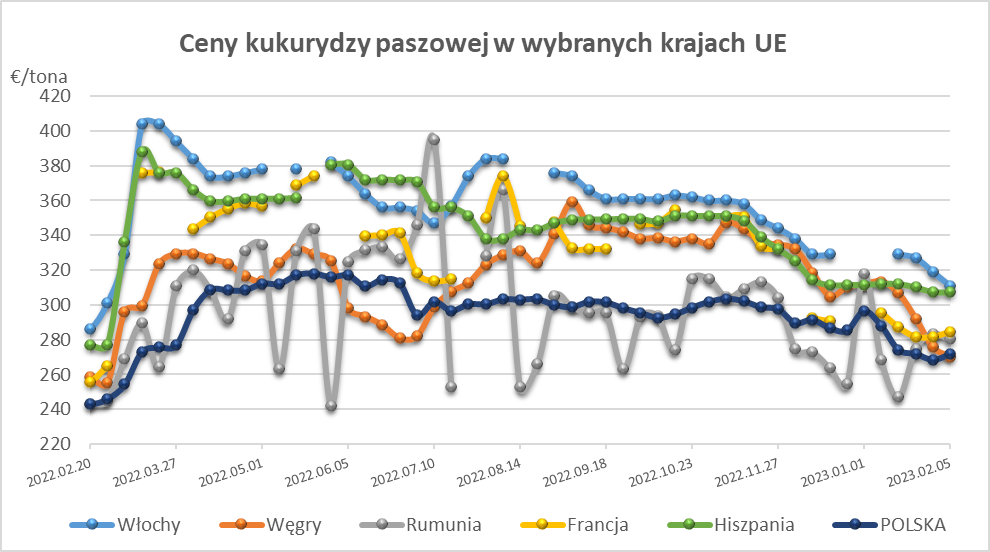 Ceny kukurydzy paszowej w wybranych krajach UE
€/tona
420
400
380
360
340
320
300
280
260
240
220
2022.02.20 2022.03.27 2022.05.01 2022.06.05 2022.07.10 2022.08.14 2022.09.18 2022.10.23 2022.11.27 2023.01.01 2023.02.05
Włochy Węgry Rumunia Francja Hiszpania POLSKA